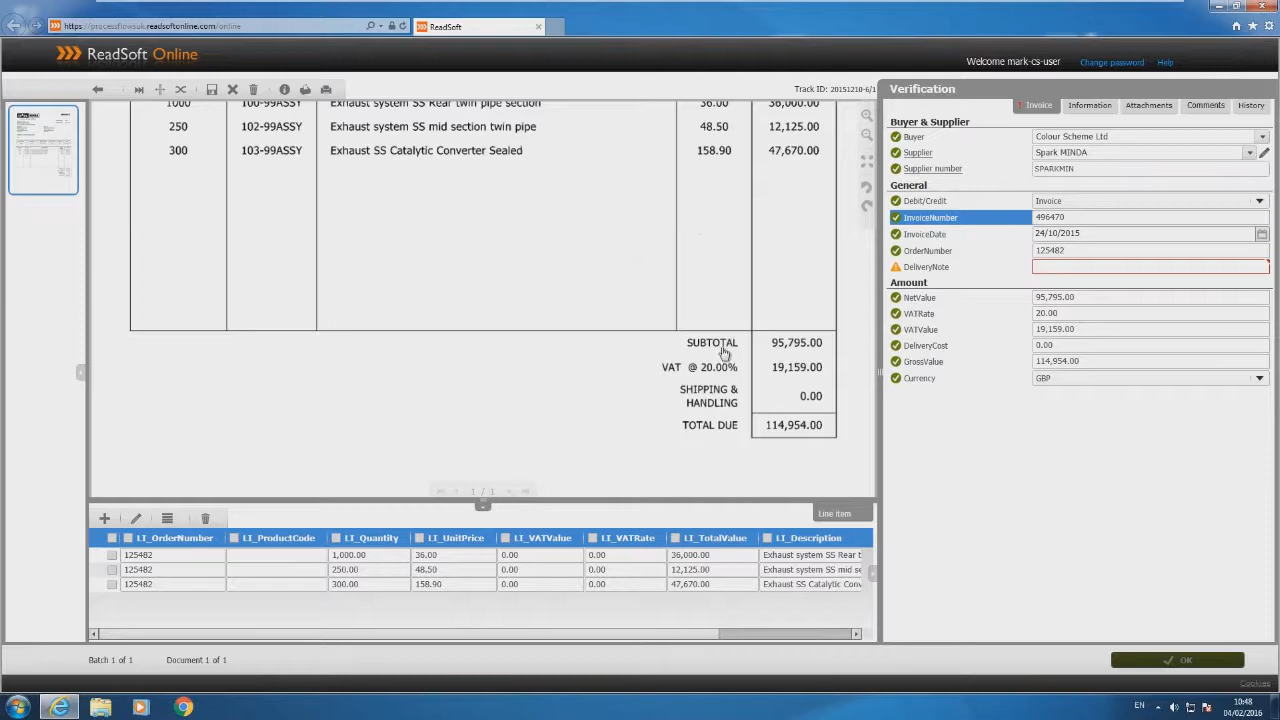 https://processflowsuk.readsoftonline.com/online
ReadSoft
ReadSoft Online
Welcome mark-cs-user
Change password
Help
Track ID: 20151210-6/1
Verification
Invoice
Information
Attachments
Comments
History
1000 100-99ASSY Exhaust system SS Rear twin pipe section 36.00 36,000.00
250 102-99ASSY Exhaust system SS mid section twin pipe 48.50 12,125.00
300 103-99ASSY Exhaust SS Catalytic Converter Sealed 158.90 47,670.00
SUBTOTAL 95,795.00
VAT @ 20.00% 19,159.00
SHIPPING &
HANDLING 0.00
TOTAL DUE 114,954.00
1 / 1
Buyer & Supplier
Buyer Colour Scheme Ltd
Supplier Spark MINDA
Supplier number SPARKMIN
General
Debit/Credit Invoice
InvoiceNumber 496470
InvoiceDate 24/10/2015
OrderNumber 125482
DeliveryNote
Amount
NetValue 95,795.00
VATRate 20.00
VATValue 19,159.00
DeliveryCost 0.00
GrossValue 114,954.00
Currency GBP
Line item
LI_OrderNumber LI_ProductCode LI_Quantity LI_UnitPrice LI_VATValue LI_VATRate LI_TotalValue LI_Description
125482 1,000.00 36.00 0.00 0.00 36,000.00 Exhaust system SS Rear t
125482 250.00 48.50 0.00 0.00 12,125.00 Exhaust system SS mid se
125482 300.00 158.90 0.00 0.00 47,670.00 Exhaust SS Catalytic Conv
Batch 1 of 1
Document 1 of 1
OK
Cookies
EN
10:48
04/02/2016